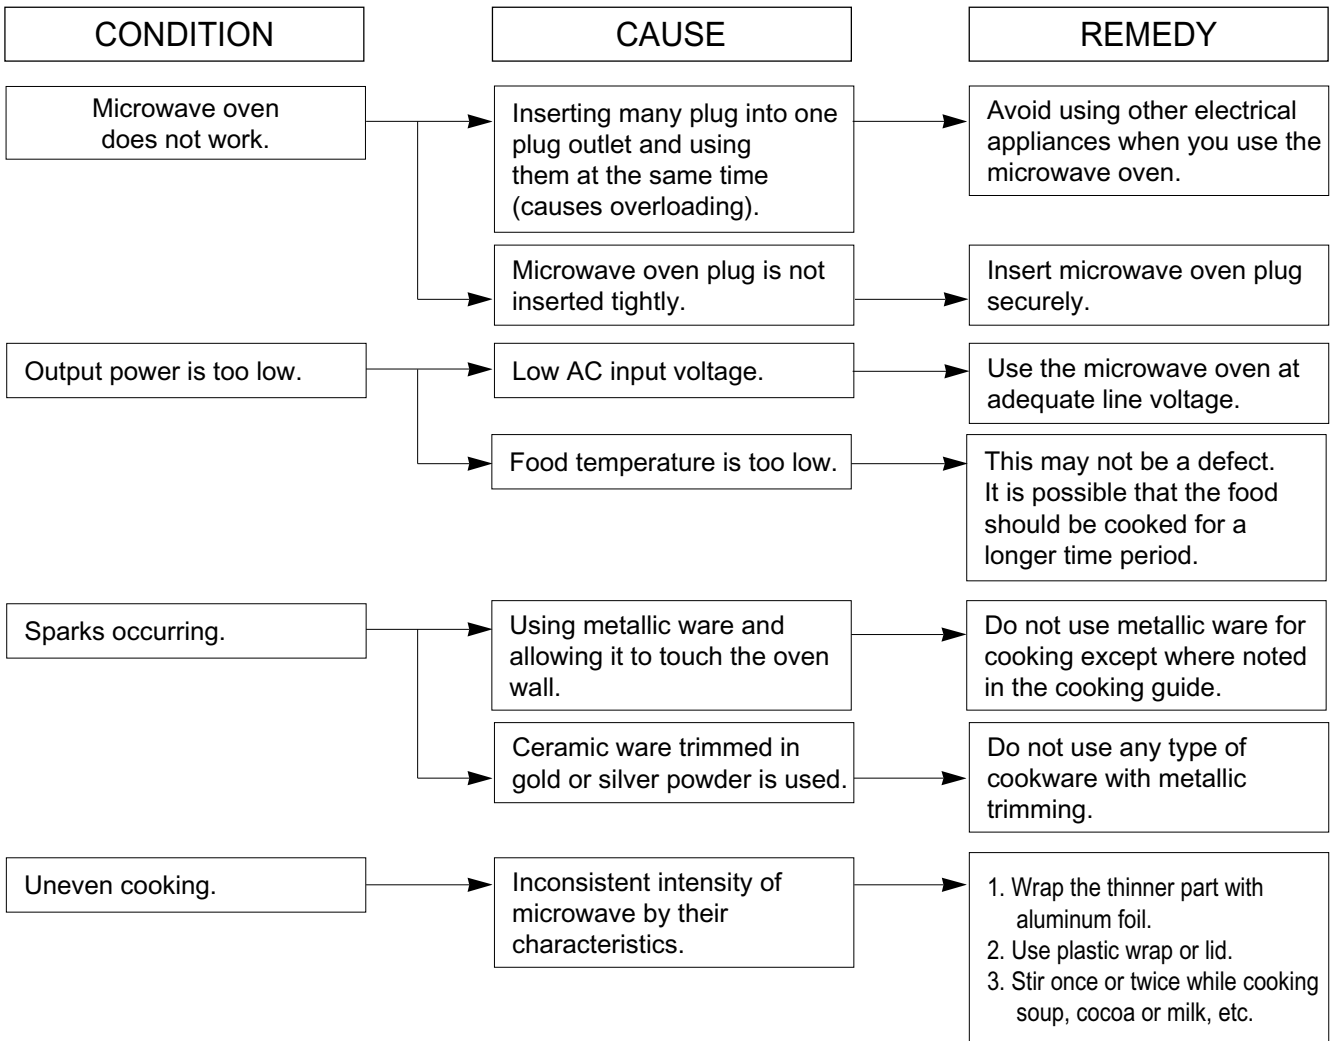 CONDITION
CAUSE
REMEDY
Microwave oven
does not work.
Inserting many plug into one
plug outlet and using
them at the same time
(causes overloading).
Avoid using other electrical
appliances when you use the
microwave oven.
Microwave oven plug is not
inserted tightly.
Insert microwave oven plug
securely.
Output power is too low.
Low AC input voltage.
Use the microwave oven at
adequate line voltage.
Food temperature is too low.
This may not be a defect.
It is possible that the food
should be cooked for a
longer time period.
Sparks occurring.
Using metallic ware and
allowing it to touch the oven
wall.
Do not use metallic ware for
cooking except where noted
in the cooking guide.
Ceramic ware trimmed in
gold or silver powder is used.
Do not use any type of
cookware with metallic
trimming.
Uneven cooking.
Inconsistent intensity of
microwave by their
characteristics.
1. Wrap the thinner part with
aluminum foil.
2. Use plastic wrap or lid.
3. Stir once or twice while cooking
soup, cocoa or milk, etc.